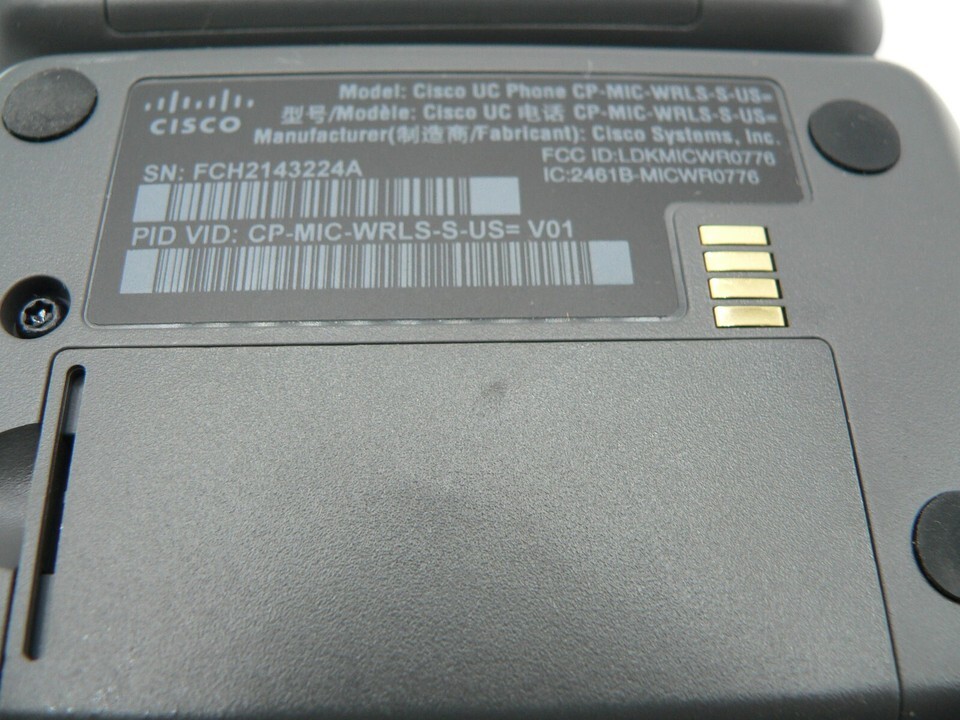 CISCO
Model: Cisco UC Phone CP-MIC-WRLS-S-US=
型号/Modèle: Cisco UC 电话 CP-MIC-WRLS-S-US=
Manufacturer(制造商/Fabricant): Cisco Systems, Inc.
FCC ID:LDKMICWR0776
IC:2461B-MICWR0776
SN: FCH2143224A
PID VID: CP-MIC-WRLS-S-US= V01